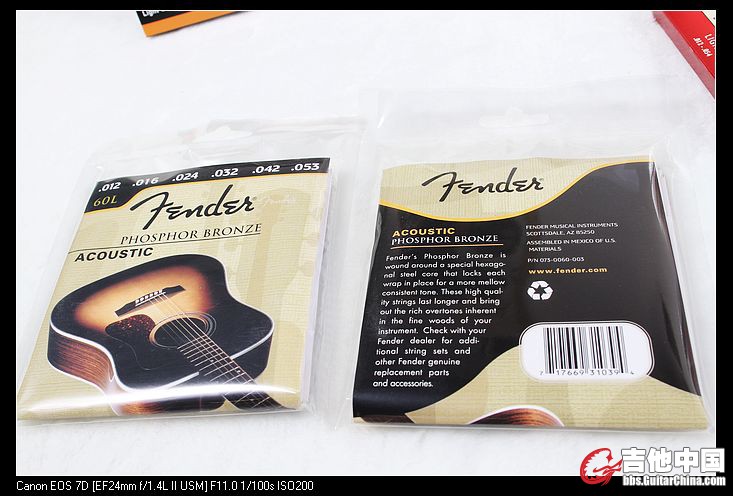 Light
LIGHT
.012 .016 .024 .032 .042 .053
60L
Fender
Fender
PHOSPHOR BRONZE
ACOUSTIC
Fender
ACOUSTIC
PHOSPHOR BRONZE
Fender's Phosphor Bronze is
wound around a special hexago-
nal steel core that locks each
wrap in place for a more mellow
consistent tone. These high qual-
ity strings last longer and bring
out the rich overtones inherent
in the fine woods of your
instrument. Check with your
Fender dealer for addi-
tional string sets and
other Fender genuine
replacement parts
and accessories.
FENDER MUSICAL INSTRUMENTS
SCOTTSDALE, AZ 85250
ASSEMBLED IN MEXICO OF U.S.
MATERIALS
P/N 073-0060-003
www.fender.com
7 17669 31039 4
吉他中国
bbs.GuitarChina.com
Canon EOS 7D [EF24mm f/1.4L II USM] F11.0 1/100s ISO200